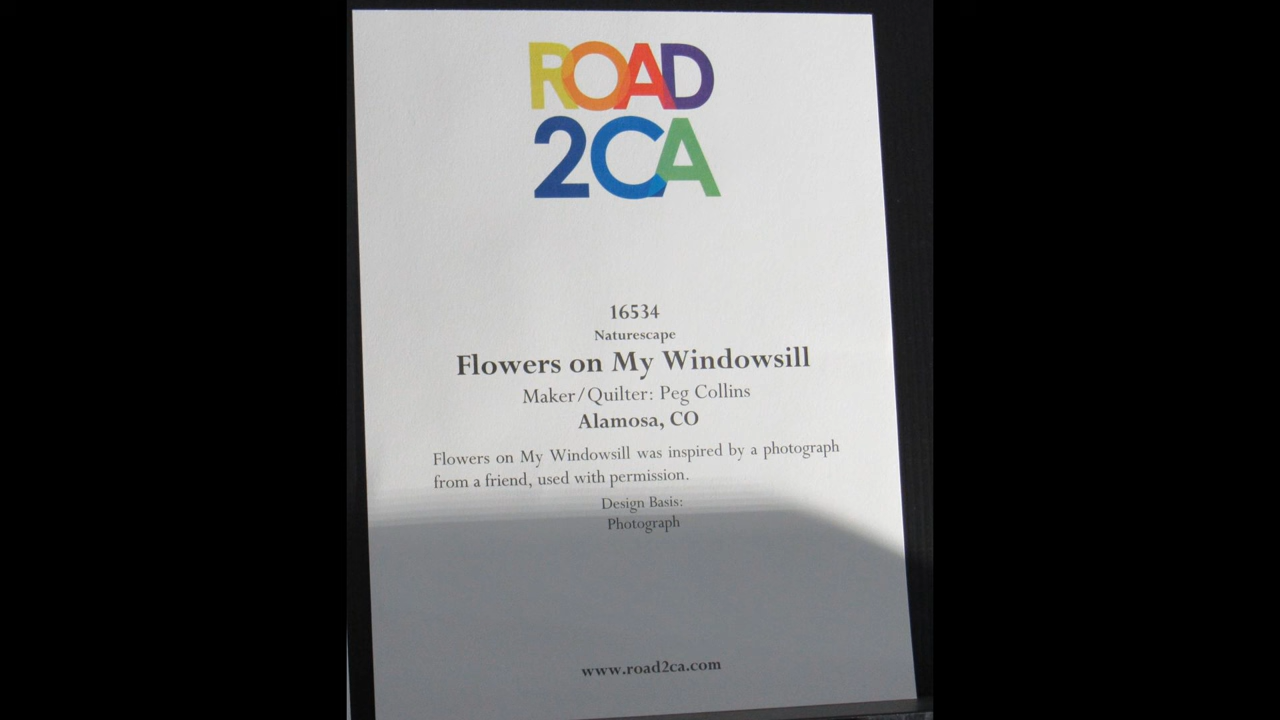 ROAD
2CA
16534
Naturescape
Flowers on My Windowsill
Maker/Quilter: Peg Collins
Alamosa, CO
Flowers on My Windowsill was inspired by a photograph
from a friend, used with permission.
Design Basis:
Photograph
www.road2ca.com